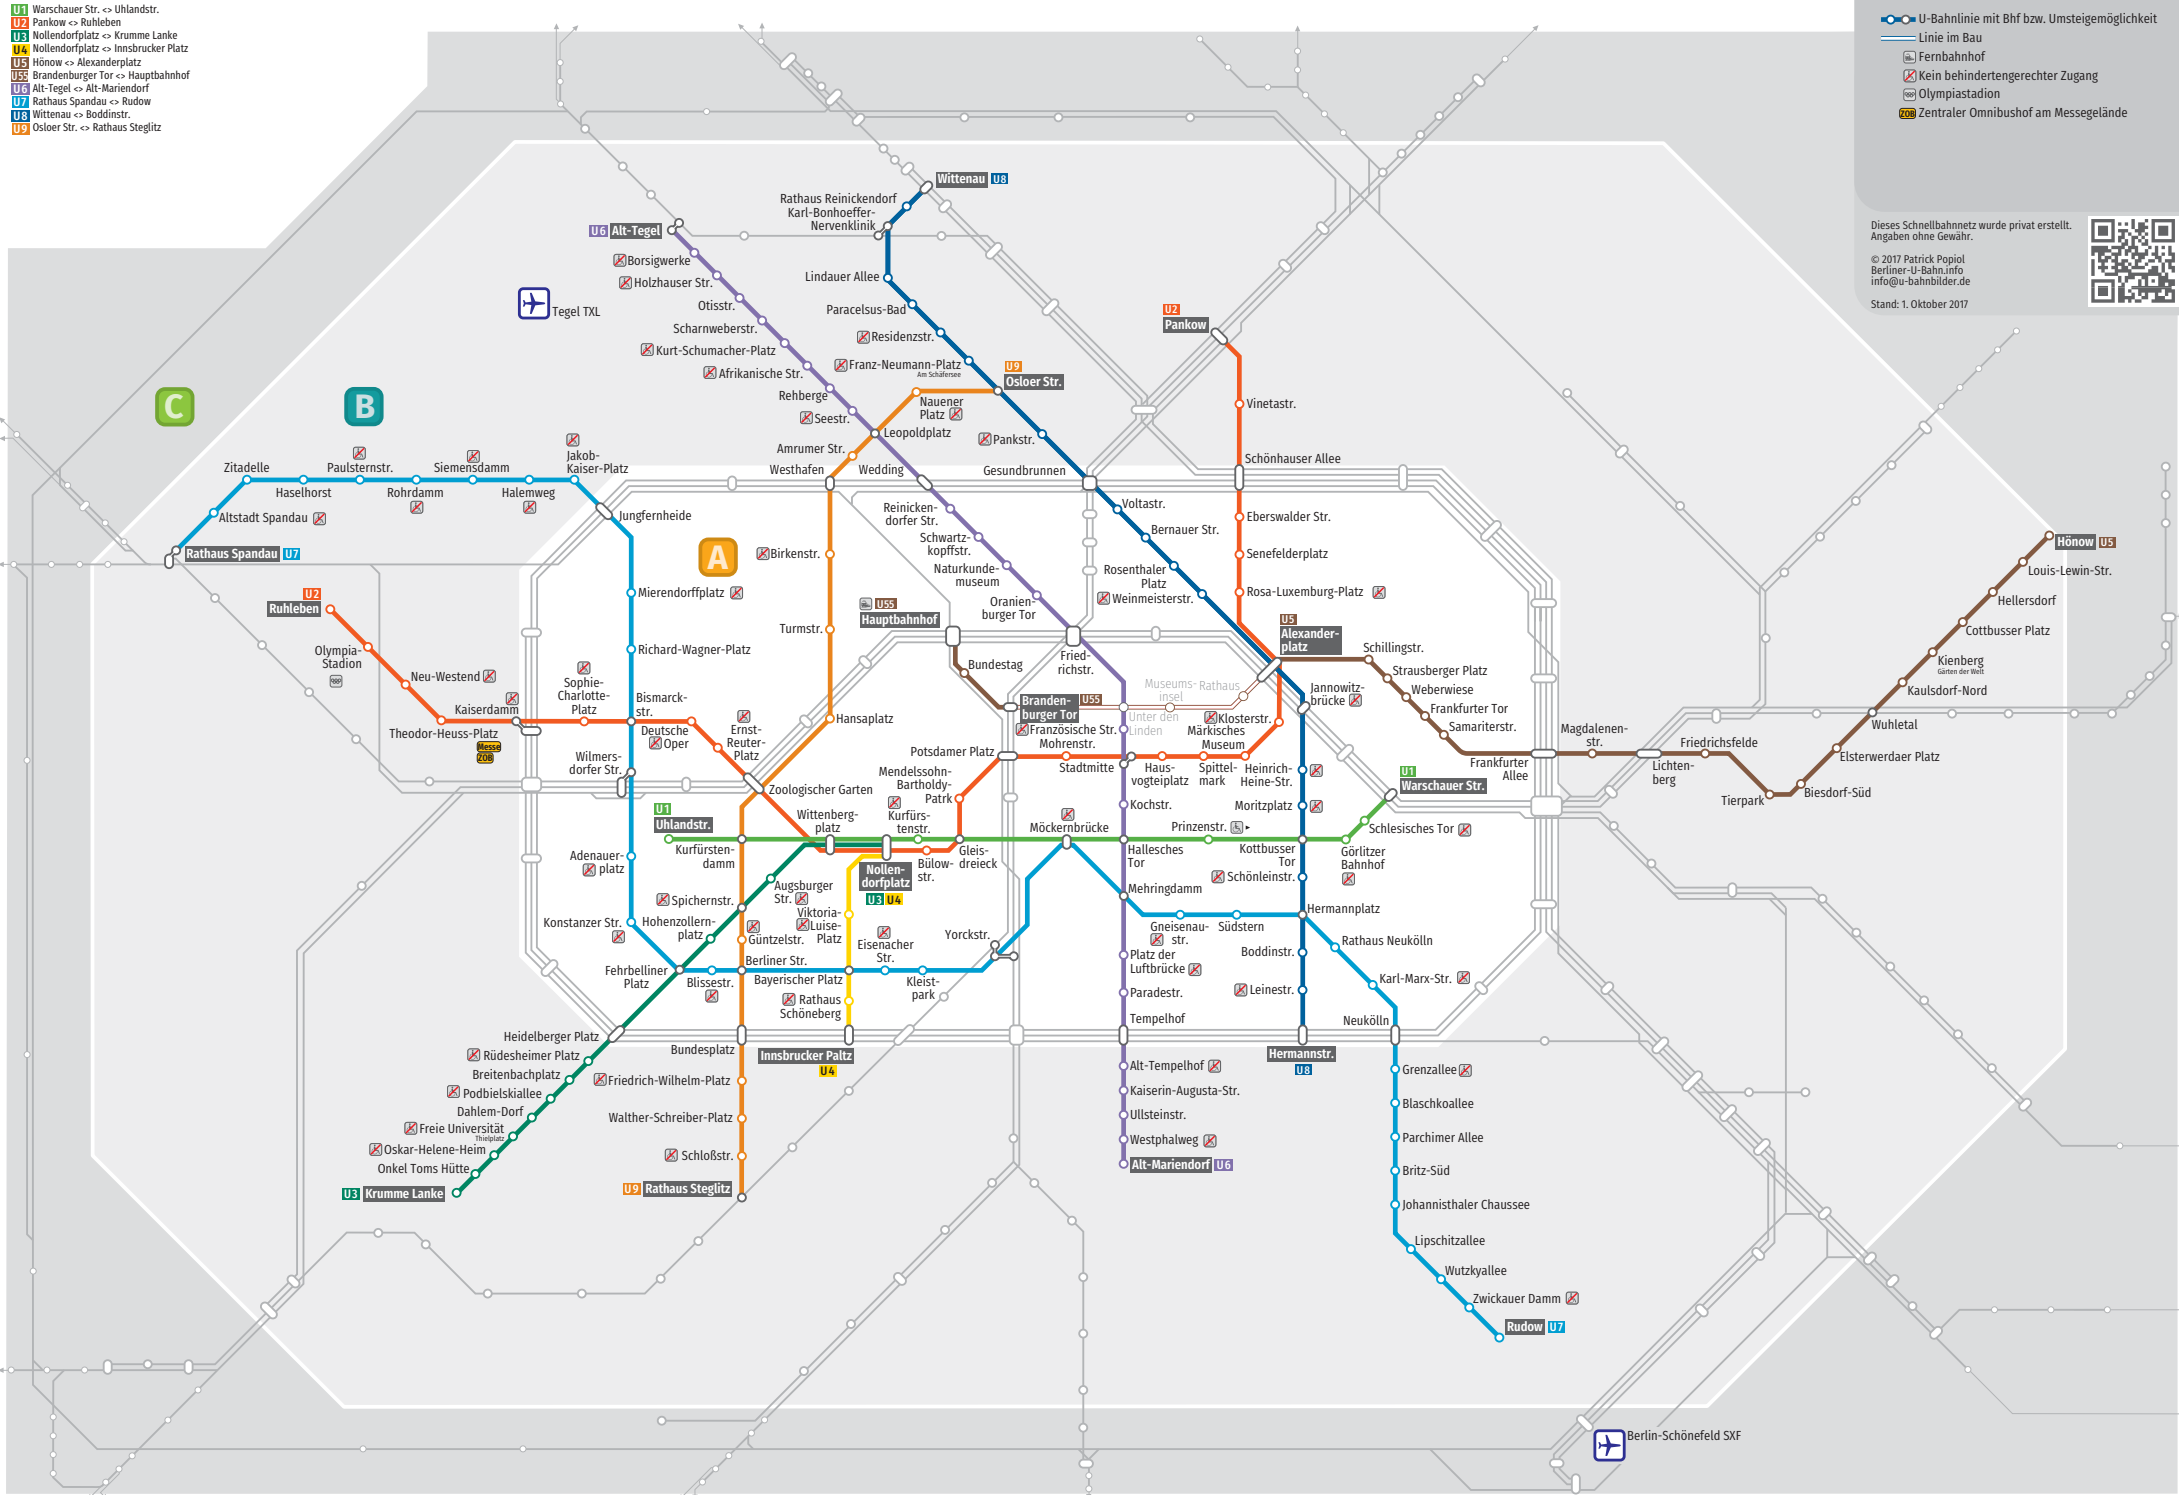 U1 Warschauer Str. <> Uhlandstr.
U2 Pankow <> Ruhleben
U3 Nollendorfplatz <> Krumme Lanke
U4 Nollendorfplatz <> Innsbrucker Platz
U5 Hönow <> Alexanderplatz
U55 Brandenburger Tor <> Hauptbahnhof
U6 Alt-Tegel <> Alt-Mariendorf
U7 Rathaus Spandau <> Rudow
U8 Wittenau <> Boddinstr.
U9 Osloer Str. <> Rathaus Steglitz
U-Bahnlinie mit Bhf bzw. Umsteigemöglichkeit
Linie im Bau
Fernbahnhof
Kein behindertengerechter Zugang
Olympiastadion
ZOB Zentraler Omnibushof am Messegelände
Dieses Schnellbahnnetz wurde privat erstellt.
Angaben ohne Gewähr.
© 2017 Patrick Popiol
Berliner-U-Bahn.info
info@u-bahnbilder.de
Stand: 1. Oktober 2017
Wittenau U8
Rathaus Reinickendorf
Karl-Bonhoeffer-
Nervenklinik
Lindauer Allee
Paracelsus-Bad
Residenzstr.
Franz-Neumann-Platz
Am Schäfersee
U9
Osloer Str.
Pankstr.
Gesundbrunnen
Voltastr.
Bernauer Str.
Rosenthaler
Platz
Weinmeisterstr.
U6 Alt-Tegel
Borsigwerke
Holzhauser Str.
Otisstr.
Scharnweberstr.
Kurt-Schumacher-Platz
Afrikanische Str.
Rehberge
Seestr.
Leopoldplatz
Nauener
Platz
Amrumer Str.
Westhafen
Wedding
Reinicken-
dorfer Str.
Schwartz-
kopffstr.
Naturkunde-
museum
Oranien-
burger Tor
Fried-
richstr.
Tegel TXL
C
B
A
U2
Pankow
Vinetastr.
Schönhauser Allee
Eberswalder Str.
Senefelderplatz
Rosa-Luxemburg-Platz
U5
Alexander-
platz
Zitadelle
Haselhorst
Paulsternstr.
Rohrdamm
Siemensdamm
Halemweg
Jakob-
Kaiser-Platz
Altstadt Spandau
Rathaus Spandau U7
Jungfernheide
Mierendorffplatz
Richard-Wagner-Platz
Bismarck-
str.
Wilmers-
dorfer Str.
Adenauer-
platz
Konstanzer Str.
U2
Ruhleben
Olympia-
Stadion
Neu-Westend
Kaiserdamm
Theodor-Heuss-Platz
Messe
ZOB
Sophie-
Charlotte-
Platz
Deutsche
Oper
Ernst-
Reuter-
Platz
Zoologischer Garten
Birkenstr.
Turmstr.
Hansaplatz
U55
Hauptbahnhof
Bundestag
Branden-
burger Tor
U55
Museums-
insel
Rathaus
Unter den
Linden
Französische Str.
Mohrenstr.
Potsdamer Platz
Mendelssohn-
Bartholdy-
Patrk
Stadtmitte
Haus-
vogteiplatz
Spittel-
mark
Märkisches
Museum
Klosterstr.
Jannowitz-
brücke
Heinrich-
Heine-Str.
Moritzplatz
Schillingstr.
Strausberger Platz
Weberwiese
Frankfurter Tor
Samariterstr.
Frankfurter
Allee
Magdalenen-
str.
Lichten-
berg
Friedrichsfelde
Tierpark
Biesdorf-Süd
Elsterwerdaer Platz
Wuhletal
Kaulsdorf-Nord
Kienberg
Gärten der Welt
Cottbusser Platz
Hellersdorf
Louis-Lewin-Str.
Hönow U5
U1
Uhlandstr.
Kurfürsten-
damm
Wittenberg-
platz
Kurfürs-
tenstr.
Nollen-
dorfplatz
U3 U4
Bülow-
str.
Gleis-
dreieck
Möckernbrücke
Kochstr.
Hallesches
Tor
Prinzenstr.
Kottbusser
Tor
Görlitzer
Bahnhof
Schlesisches Tor
U1
Warschauer Str.
Mehringdamm
Gneisenau-
str.
Südstern
Schönleinstr.
Hermannplatz
Boddinstr.
Leinestr.
Hermannstr.
U8
Rathaus Neukölln
Karl-Marx-Str.
Neukölln
Grenzallee
Blaschkoallee
Parchimer Allee
Britz-Süd
Johannisthaler Chaussee
Lipschitzallee
Wutzkyallee
Zwickauer Damm
Rudow U7
Platz der
Luftbrücke
Paradestr.
Tempelhof
Alt-Tempelhof
Kaiserin-Augusta-Str.
Ullsteinstr.
Westphalweg
Alt-Mariendorf U6
Augsburger
Str.
Spichernstr.
Hohenzollern-
platz
Fehrbelliner
Platz
Viktoria-
Luise-
Platz
Güntzelstr.
Berliner Str.
Blissestr.
Bayerischer Platz
Eisenacher
Str.
Kleist-
park
Yorckstr.
Rathaus
Schöneberg
Innsbrucker Paltz
U4
Bundesplatz
Friedrich-Wilhelm-Platz
Walther-Schreiber-Platz
Schloßstr.
U9 Rathaus Steglitz
Heidelberger Platz
Rüdesheimer Platz
Breitenbachplatz
Podbielskiallee
Dahlem-Dorf
Freie Universität
Thielplatz
Oskar-Helene-Heim
Onkel Toms Hütte
U3 Krumme Lanke
Berlin-Schönefeld SXF